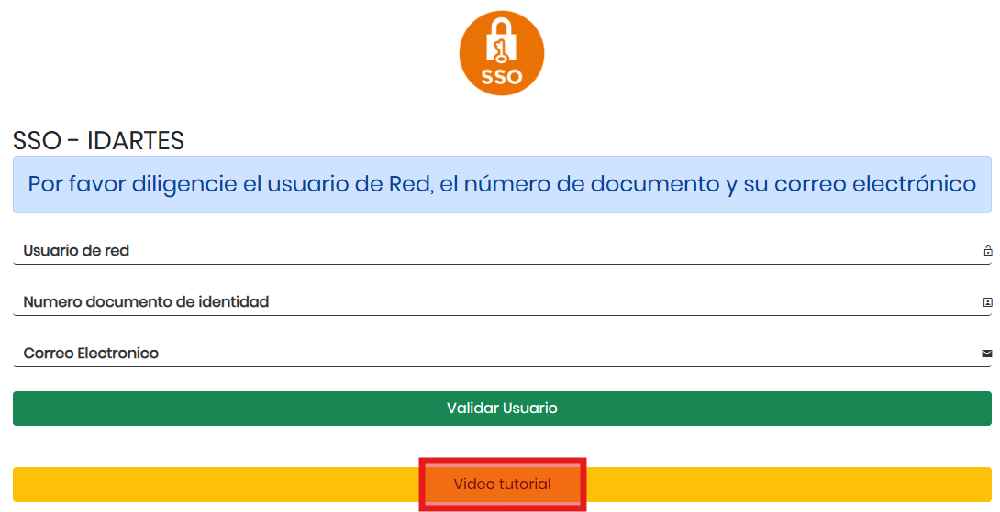 SSO
SSO - IDARTES
Por favor diligencie el usuario de Red, el número de documento y su correo electrónico
Usuario de red
Numero documento de identidad
Correo Electronico
Validar Usuario
Video tutorial